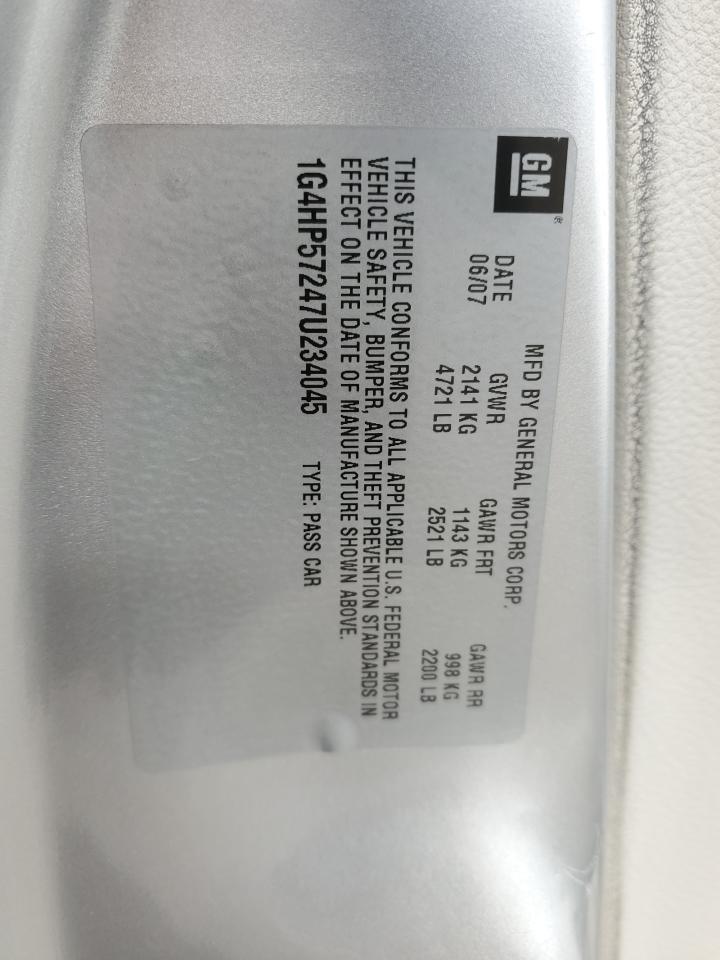 GM®
MFD BY GENERAL MOTORS CORP.
DATE GVWR GAWR FRT GAWR RR
06/07 2141 KG 1143 KG 998 KG
4721 LB 2521 LB 2200 LB
THIS VEHICLE CONFORMS TO ALL APPLICABLE U.S. FEDERAL MOTOR
VEHICLE SAFETY, BUMPER, AND THEFT PREVENTION STANDARDS IN
EFFECT ON THE DATE OF MANUFACTURE SHOWN ABOVE.
1G4HP57247U234045 TYPE: PASS CAR